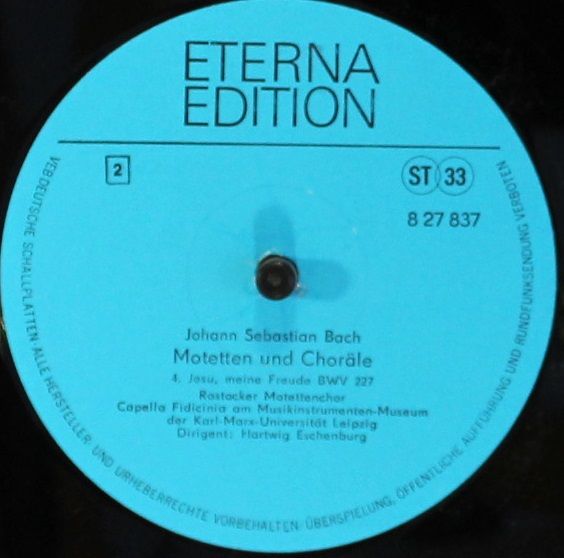 ETERNA
EDITION
2
ST 33
8 27 837
Johann Sebastian Bach
Motetten und Choräle
4. Jesu, meine Freude BWV 227
Rostocker Motettenchor
Capella Fidicinia am Musikinstrumenten-Museum
der Karl-Marx-Universität Leipzig
Dirigent: Hartwig Eschenburg
VEB DEUTSCHE SCHALLPLATTEN · ALLE HERSTELLER- UND URHEBERRECHTE VORBEHALTEN · ÜBERSPIELUNG, ÖFFENTLICHE AUFFÜHRUNG UND RUNDFUNKSENDUNG VERBOTEN